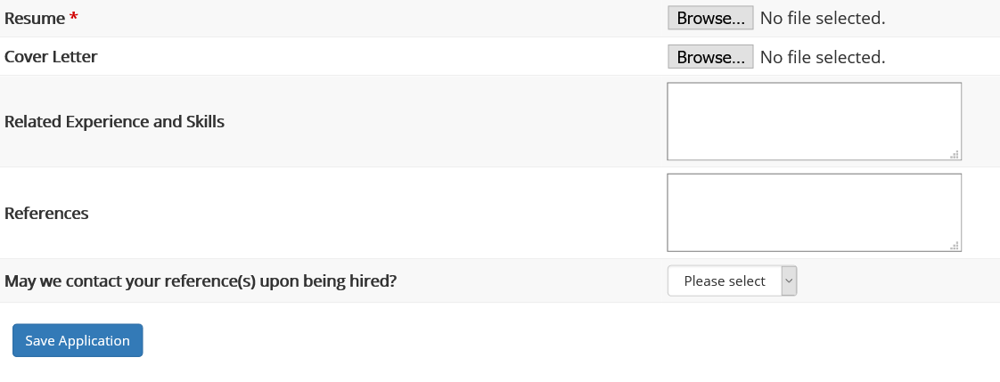 Resume * Browse... No file selected.
Cover Letter Browse... No file selected.
Related Experience and Skills
References
May we contact your reference(s) upon being hired? Please select
Save Application